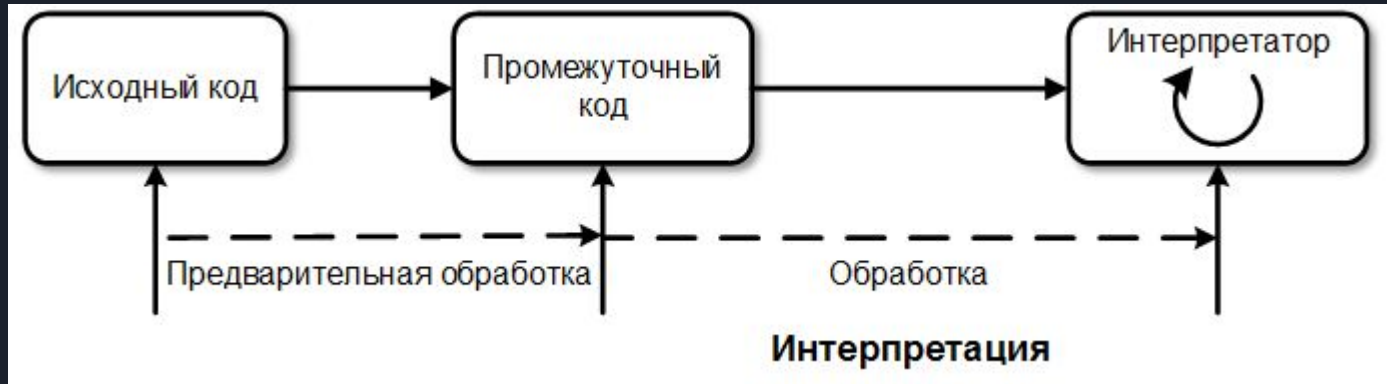 Исходный код
Промежуточный
код
Интерпретатор
Предварительная обработка
Обработка
Интерпретация